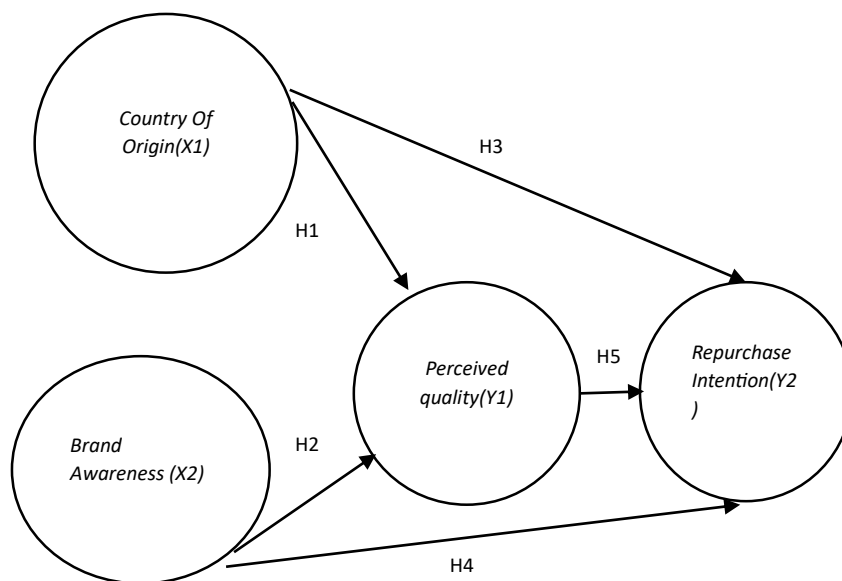 Country Of
Origin(X1)
H3
H1
Perceived
quality(Y1)
H5
Repurchase
Intention(Y2
)
Brand
Awareness (X2)
H2
H4